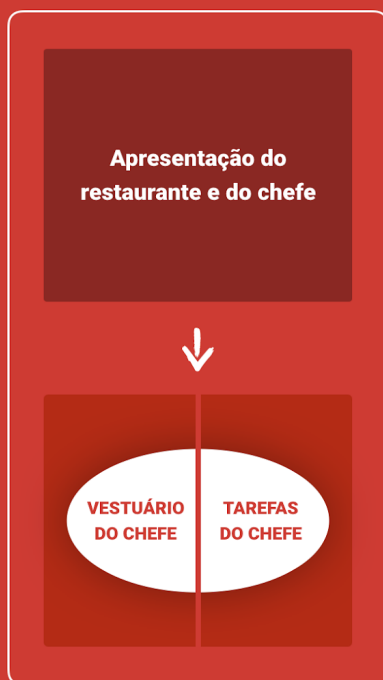 Apresentação do
restaurante e do chefe
VESTUÁRIO
DO CHEFE
TAREFAS
DO CHEFE